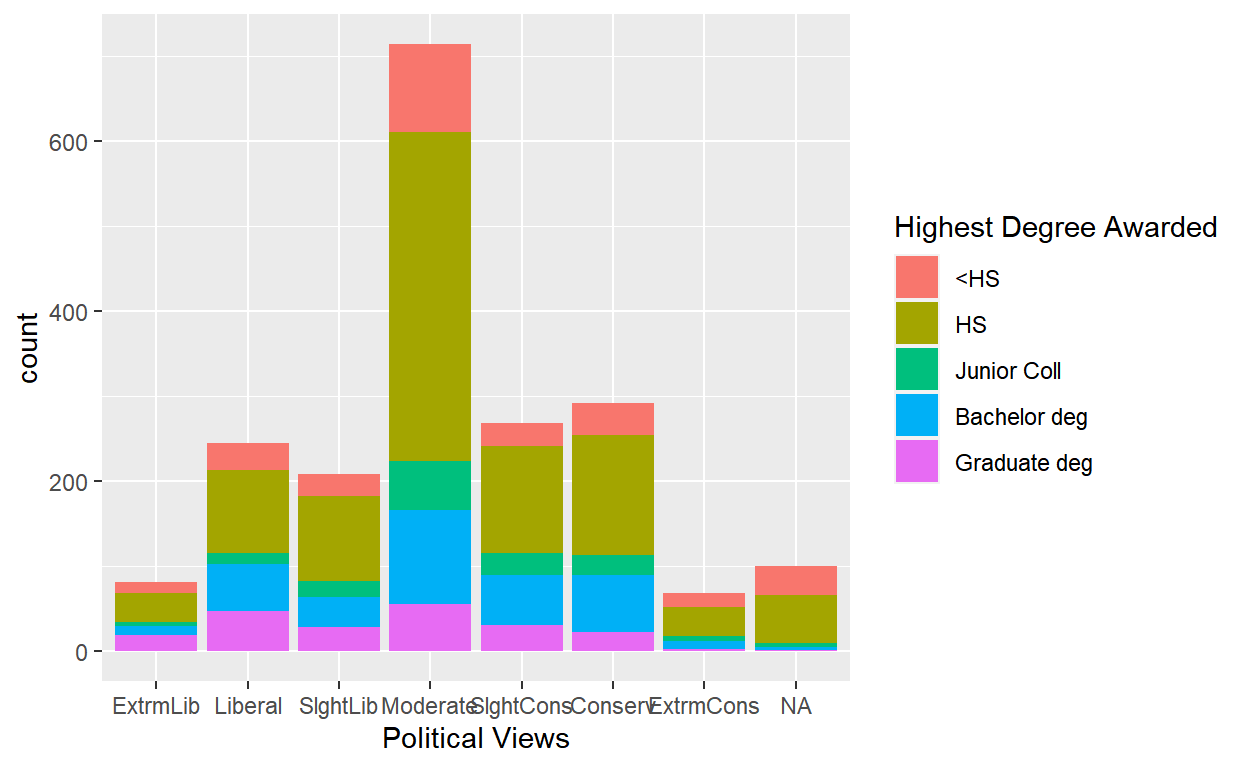 600
400
200
0
count
ExtrmLib Liberal SlghtLib Moderate SlghtCons Conserv ExtrmCons NA
Political Views
Highest Degree Awarded
<HS
HS
Junior Coll
Bachelor deg
Graduate deg